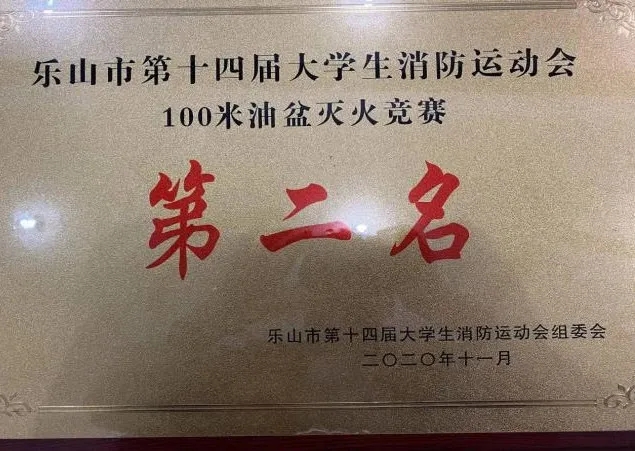 乐山市第十四届大学生消防运动会
100米油盆灭火竞赛
第二名
乐山市第十四届大学生消防运动会组委会
二〇二〇年十一月